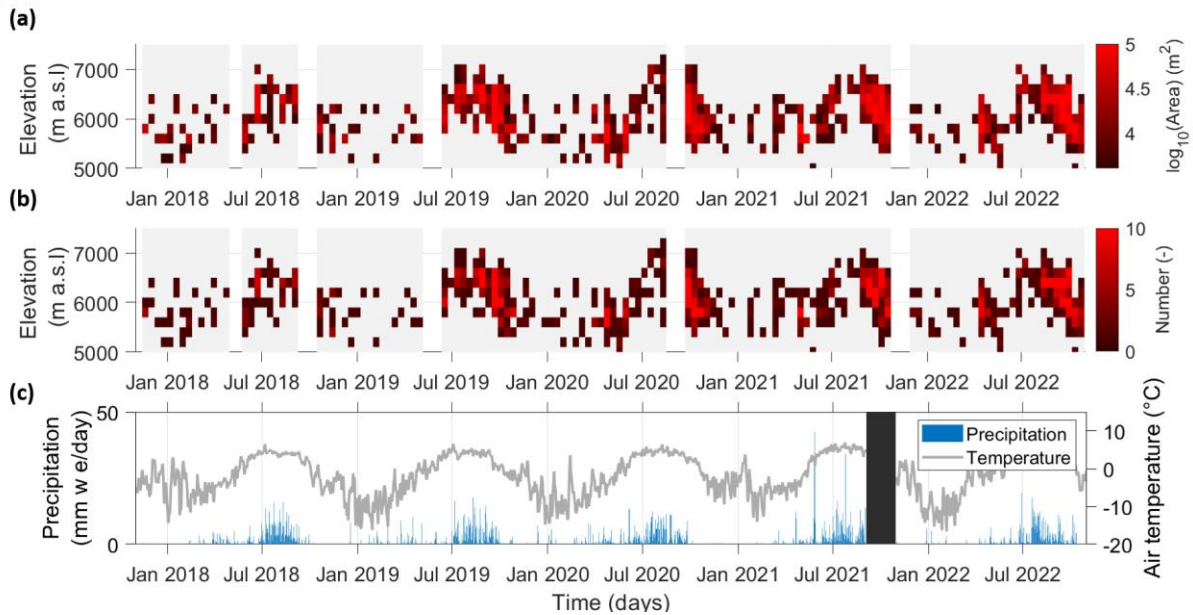 (a)
Elevation
(m a.s.l)
7000
6000
5000
Jan 2018 Jul 2018 Jan 2019 Jul 2019 Jan 2020 Jul 2020 Jan 2021 Jul 2021 Jan 2022 Jul 2022
5
4.5
4
log10(Area) (m2)
(b)
Elevation
(m a.s.l)
7000
6000
5000
Jan 2018 Jul 2018 Jan 2019 Jul 2019 Jan 2020 Jul 2020 Jan 2021 Jul 2021 Jan 2022 Jul 2022
10
5
0
Number (-)
(c)
Precipitation
(mm w e/day)
50
0
Precipitation
Temperature
10
0
-10
-20
Air temperature (°C)
Jan 2018 Jul 2018 Jan 2019 Jul 2019 Jan 2020 Jul 2020 Jan 2021 Jul 2021 Jan 2022 Jul 2022
Time (days)